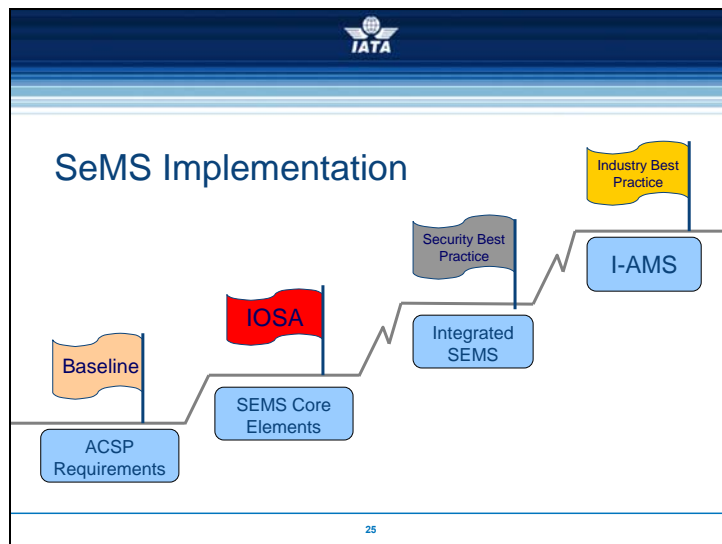 IATA
SeMS Implementation
Industry Best
Practice
I-AMS
Security Best
Practice
Integrated
SEMS
IOSA
SEMS Core
Elements
Baseline
ACSP
Requirements
25